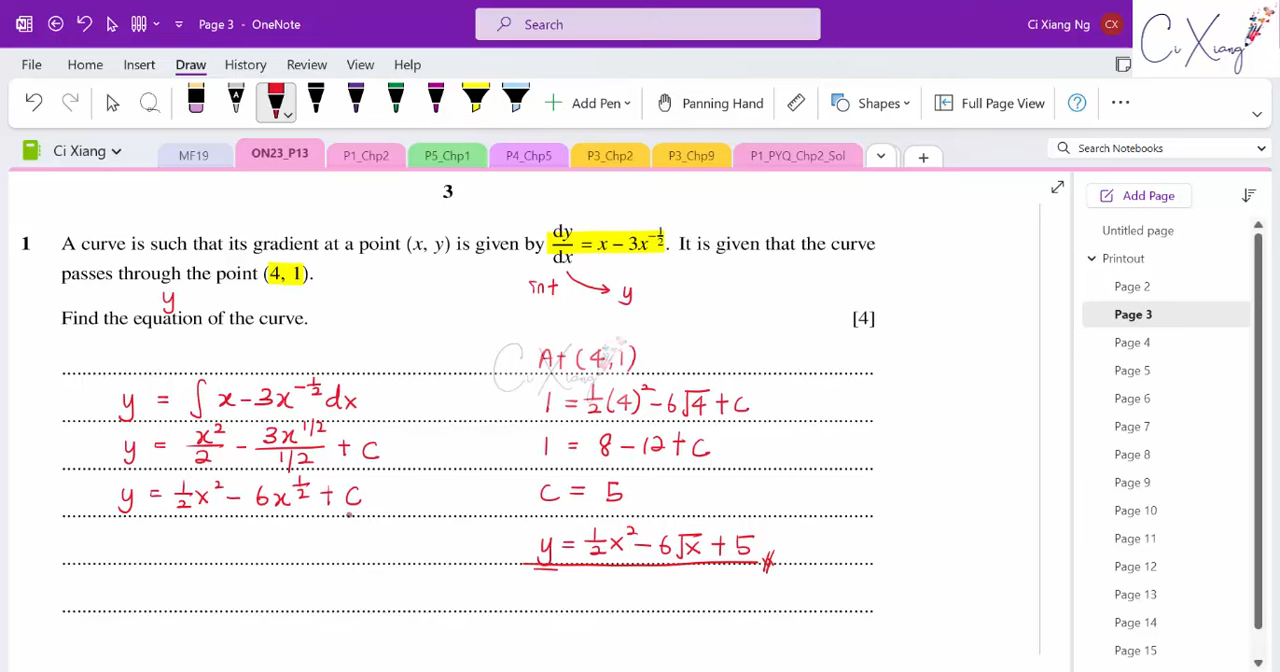 Page 3 - OneNote
Search
Ci Xiang Ng
CX
Ci Xiang
File Home Insert Draw History Review View Help
A
Add Pen
Panning Hand
Shapes
Full Page View
Ci Xiang
MF19
ON23_P13
P1_Chp2
P5_Chp1
P4_Chp5
P3_Chp2
P3_Chp9
P1_PYQ_Chp2_Sol
Search Notebooks
3
1 A curve is such that its gradient at a point (x, y) is given by dy/dx = x − 3x^(−1/2). It is given that the curve
passes through the point (4, 1).
int → y
y
Find the equation of the curve. [4]
Ci Xiang
y = ∫ x − 3x^(−1/2) dx
y = x²/2 − 3x^(1/2)/(1/2) + C
y = ½x² − 6x^(1/2) + C
At (4,1)
1 = ½(4)² − 6√4 + C
1 = 8 − 12 + C
C = 5
y = ½x² − 6√x + 5
Add Page
Untitled page
Printout
Page 2
Page 3
Page 4
Page 5
Page 6
Page 7
Page 8
Page 9
Page 10
Page 11
Page 12
Page 13
Page 14
Page 15